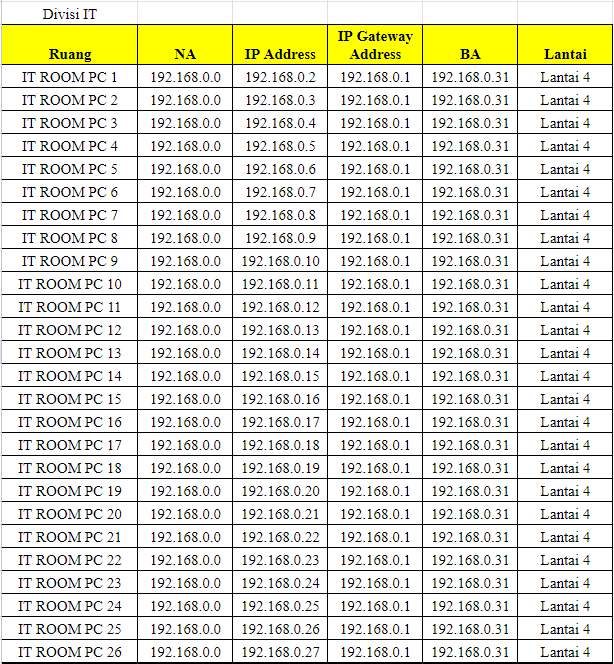 Divisi IT
Ruang NA IP Address IP Gateway Address BA Lantai
IT ROOM PC 1 192.168.0.0 192.168.0.2 192.168.0.1 192.168.0.31 Lantai 4
IT ROOM PC 2 192.168.0.0 192.168.0.3 192.168.0.1 192.168.0.31 Lantai 4
IT ROOM PC 3 192.168.0.0 192.168.0.4 192.168.0.1 192.168.0.31 Lantai 4
IT ROOM PC 4 192.168.0.0 192.168.0.5 192.168.0.1 192.168.0.31 Lantai 4
IT ROOM PC 5 192.168.0.0 192.168.0.6 192.168.0.1 192.168.0.31 Lantai 4
IT ROOM PC 6 192.168.0.0 192.168.0.7 192.168.0.1 192.168.0.31 Lantai 4
IT ROOM PC 7 192.168.0.0 192.168.0.8 192.168.0.1 192.168.0.31 Lantai 4
IT ROOM PC 8 192.168.0.0 192.168.0.9 192.168.0.1 192.168.0.31 Lantai 4
IT ROOM PC 9 192.168.0.0 192.168.0.10 192.168.0.1 192.168.0.31 Lantai 4
IT ROOM PC 10 192.168.0.0 192.168.0.11 192.168.0.1 192.168.0.31 Lantai 4
IT ROOM PC 11 192.168.0.0 192.168.0.12 192.168.0.1 192.168.0.31 Lantai 4
IT ROOM PC 12 192.168.0.0 192.168.0.13 192.168.0.1 192.168.0.31 Lantai 4
IT ROOM PC 13 192.168.0.0 192.168.0.14 192.168.0.1 192.168.0.31 Lantai 4
IT ROOM PC 14 192.168.0.0 192.168.0.15 192.168.0.1 192.168.0.31 Lantai 4
IT ROOM PC 15 192.168.0.0 192.168.0.16 192.168.0.1 192.168.0.31 Lantai 4
IT ROOM PC 16 192.168.0.0 192.168.0.17 192.168.0.1 192.168.0.31 Lantai 4
IT ROOM PC 17 192.168.0.0 192.168.0.18 192.168.0.1 192.168.0.31 Lantai 4
IT ROOM PC 18 192.168.0.0 192.168.0.19 192.168.0.1 192.168.0.31 Lantai 4
IT ROOM PC 19 192.168.0.0 192.168.0.20 192.168.0.1 192.168.0.31 Lantai 4
IT ROOM PC 20 192.168.0.0 192.168.0.21 192.168.0.1 192.168.0.31 Lantai 4
IT ROOM PC 21 192.168.0.0 192.168.0.22 192.168.0.1 192.168.0.31 Lantai 4
IT ROOM PC 22 192.168.0.0 192.168.0.23 192.168.0.1 192.168.0.31 Lantai 4
IT ROOM PC 23 192.168.0.0 192.168.0.24 192.168.0.1 192.168.0.31 Lantai 4
IT ROOM PC 24 192.168.0.0 192.168.0.25 192.168.0.1 192.168.0.31 Lantai 4
IT ROOM PC 25 192.168.0.0 192.168.0.26 192.168.0.1 192.168.0.31 Lantai 4
IT ROOM PC 26 192.168.0.0 192.168.0.27 192.168.0.1 192.168.0.31 Lantai 4